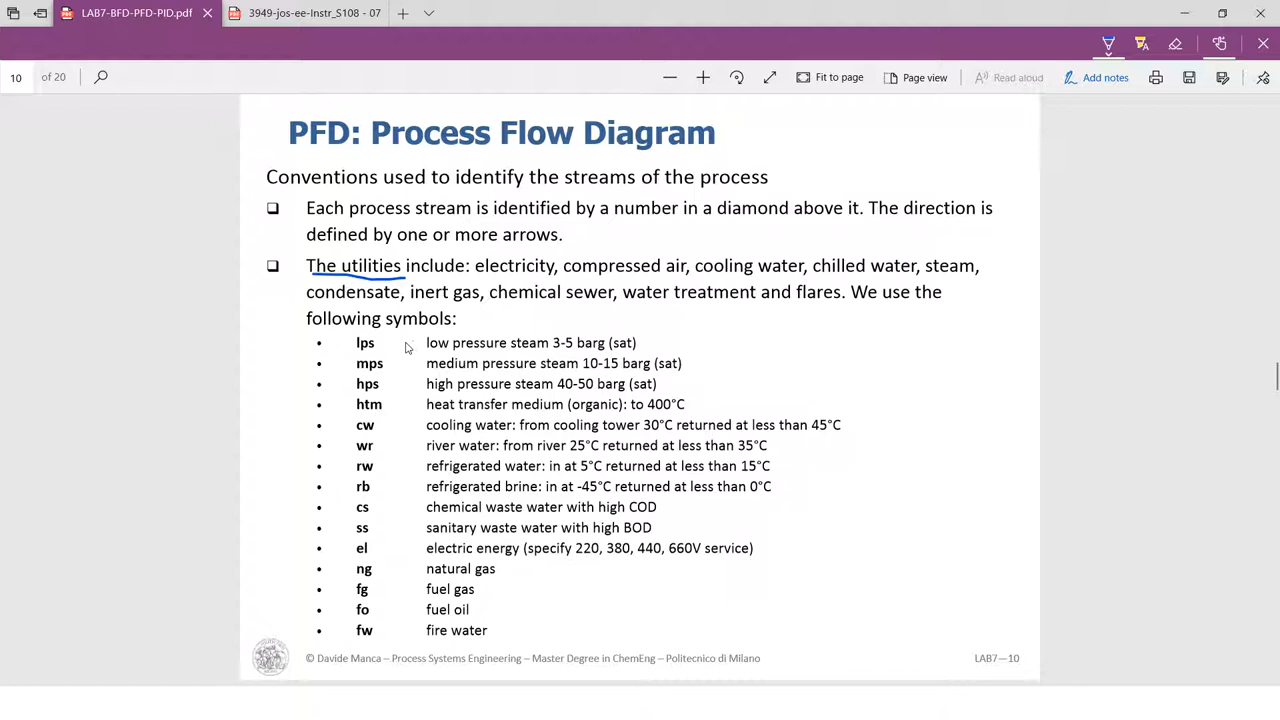 LAB7-BFD-PFD-PID.pdf
3949-jos-ee-Instr_S108 - 07
10 of 20
Fit to page
Page view
Read aloud
Add notes
PFD: Process Flow Diagram
Conventions used to identify the streams of the process
Each process stream is identified by a number in a diamond above it. The direction is
defined by one or more arrows.
The utilities include: electricity, compressed air, cooling water, chilled water, steam,
condensate, inert gas, chemical sewer, water treatment and flares. We use the
following symbols:
• lps low pressure steam 3-5 barg (sat)
• mps medium pressure steam 10-15 barg (sat)
• hps high pressure steam 40-50 barg (sat)
• htm heat transfer medium (organic): to 400°C
• cw cooling water: from cooling tower 30°C returned at less than 45°C
• wr river water: from river 25°C returned at less than 35°C
• rw refrigerated water: in at 5°C returned at less than 15°C
• rb refrigerated brine: in at -45°C returned at less than 0°C
• cs chemical waste water with high COD
• ss sanitary waste water with high BOD
• el electric energy (specify 220, 380, 440, 660V service)
• ng natural gas
• fg fuel gas
• fo fuel oil
• fw fire water
© Davide Manca – Process Systems Engineering – Master Degree in ChemEng – Politecnico di Milano
LAB7—10